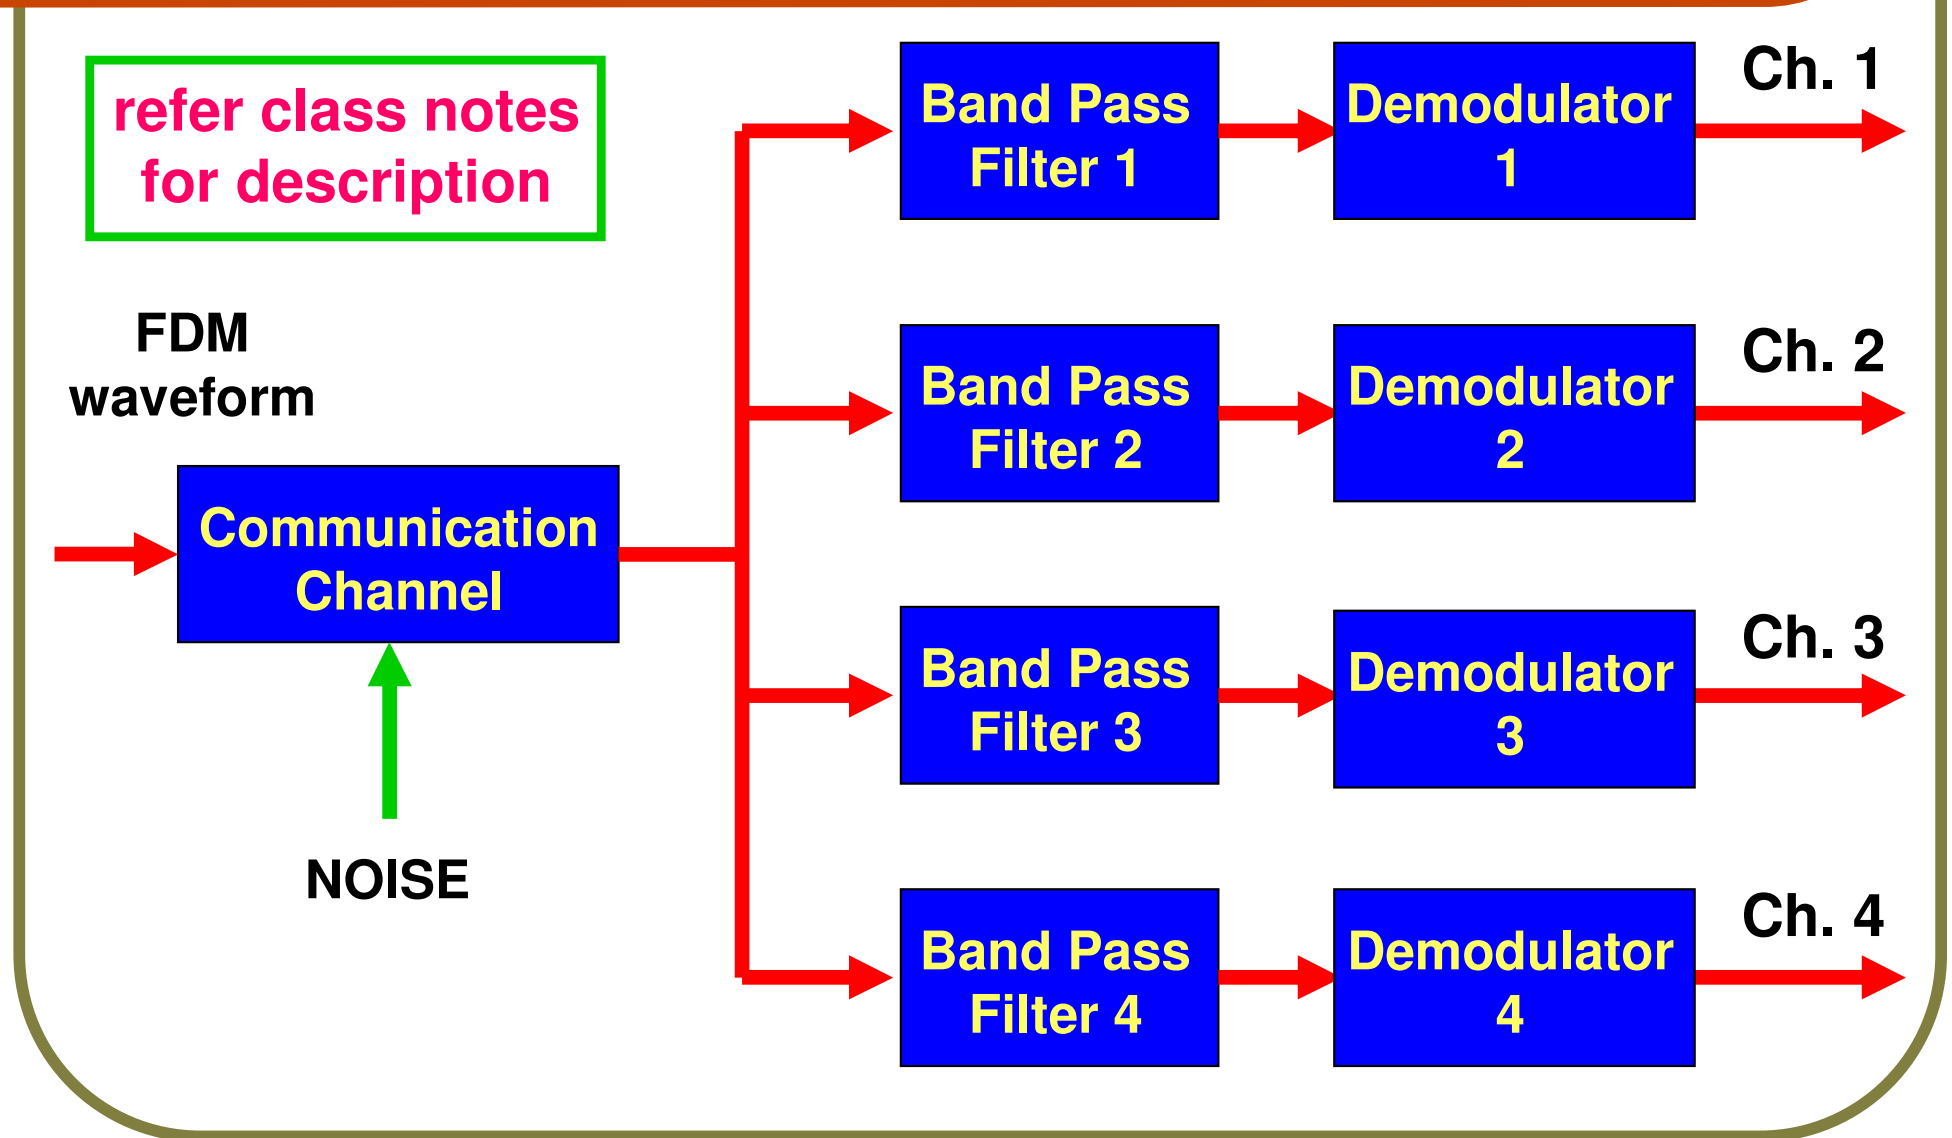 refer class notes
for description
FDM
waveform
Communication
Channel
NOISE
Band Pass
Filter 1
Demodulator
1
Ch. 1
Band Pass
Filter 2
Demodulator
2
Ch. 2
Band Pass
Filter 3
Demodulator
3
Ch. 3
Band Pass
Filter 4
Demodulator
4
Ch. 4